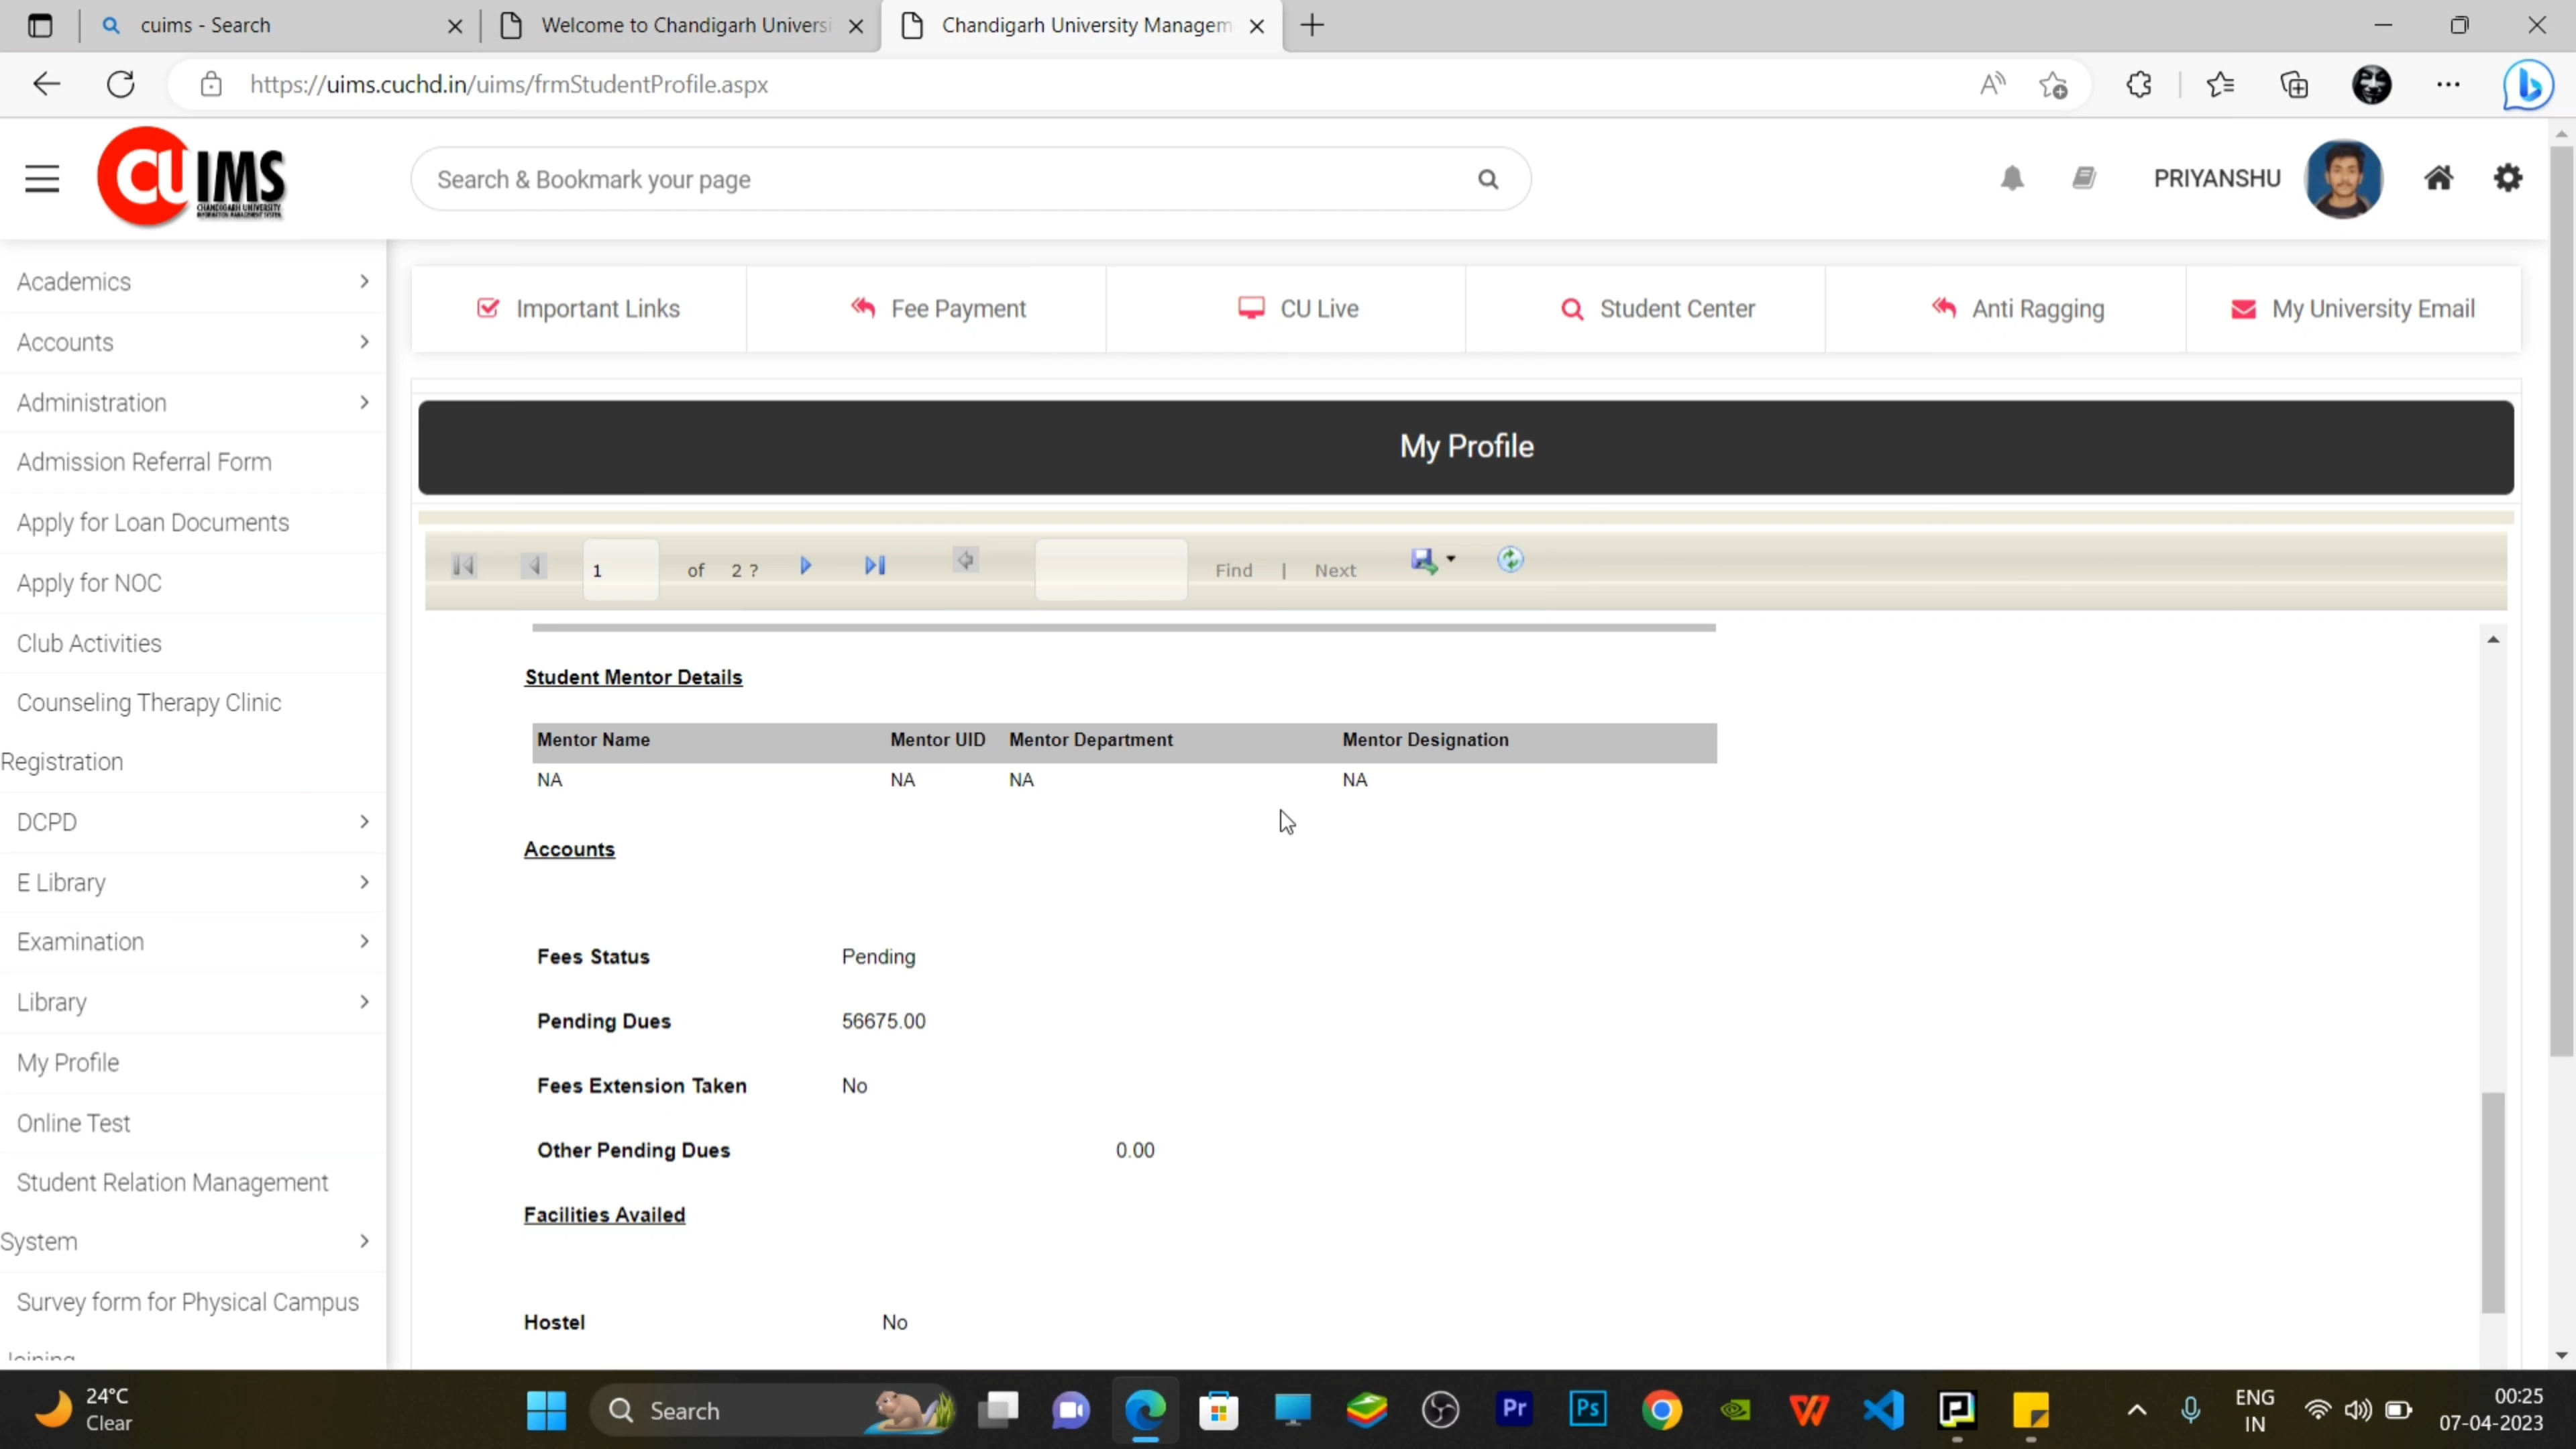 cuims - Search
Welcome to Chandigarh Universi
Chandigarh University Managem
https://uims.cuchd.in/uims/frmStudentProfile.aspx
CU IMS
CHANDIGARH UNIVERSITY
INFORMATION MANAGEMENT SYSTEM
Search & Bookmark your page
PRIYANSHU
Academics
Accounts
Administration
Admission Referral Form
Apply for Loan Documents
Apply for NOC
Club Activities
Counseling Therapy Clinic
Registration
DCPD
E Library
Examination
Library
My Profile
Online Test
Student Relation Management
System
Survey form for Physical Campus
Joining
Important Links
Fee Payment
CU Live
Student Center
Anti Ragging
My University Email
My Profile
1 of 2 ? Find | Next
Student Mentor Details
Mentor Name Mentor UID Mentor Department Mentor Designation
NA NA NA NA
Accounts
Fees Status Pending
Pending Dues 56675.00
Fees Extension Taken No
Other Pending Dues 0.00
Facilities Availed
Hostel No
24°C
Clear
Search
Pr
Ps
ENG
IN
00:25
07-04-2023